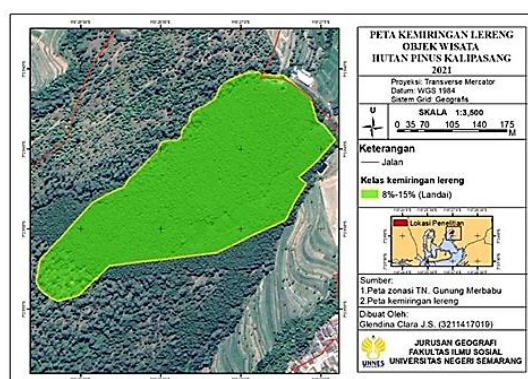 PETA KEMIRINGAN LERENG
OBJEK WISATA
HUTAN PINUS KALIPASANG
2021
Proyeksi: Transverse Mercator
Datum: WGS 1984
Sistem Grid: Geografis
U
SKALA 1:3,500
0 35 70 105 140 175
M
Keterangan
Jalan
Kelas kemiringan lereng
8%-15% (Landai)
Lokasi Penelitian
Sumber:
1.Peta zonasi TN. Gunung Merbabu
2.Peta kemiringan lereng
Dibuat Oleh:
Glendina Clara J.S. (3211417019)
UNNES
JURUSAN GEOGRAFI
FAKULTAS ILMU SOSIAL
UNIVERSITAS NEGERI SEMARANG